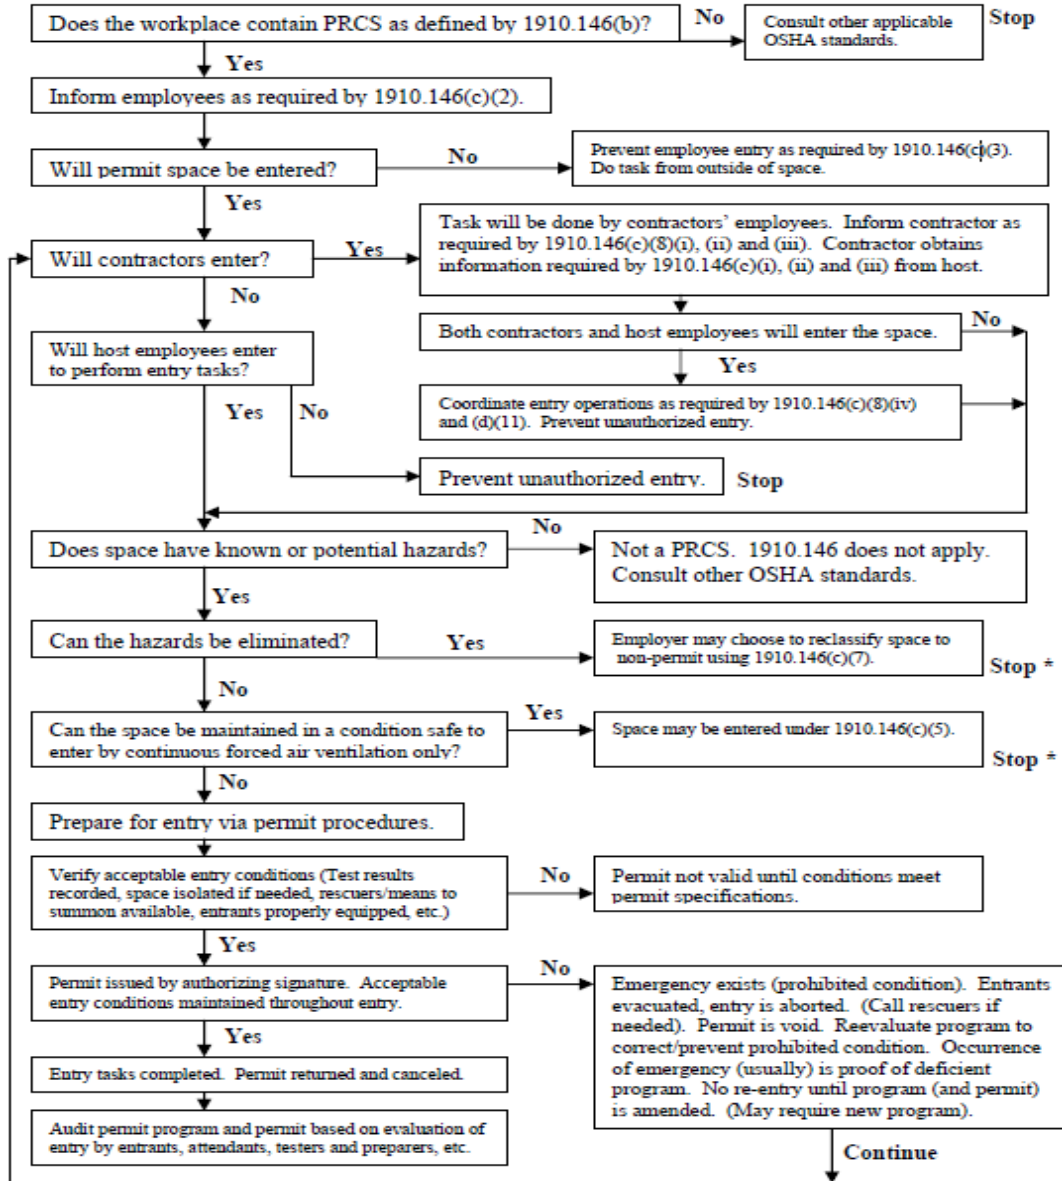 Does the workplace contain PRCS as defined by 1910.146(b)?
No
Consult other applicable
OSHA standards.
Stop
Yes
Inform employees as required by 1910.146(c)(2).
Will permit space be entered?
No
Prevent employee entry as required by 1910.146(c)(3).
Do task from outside of space.
Yes
Will contractors enter?
Yes
Task will be done by contractors’ employees. Inform contractor as
required by 1910.146(c)(8)(i), (ii) and (iii). Contractor obtains
information required by 1910.146(c)(i), (ii) and (iii) from host.
No
Both contractors and host employees will enter the space.
No
Will host employees enter
to perform entry tasks?
Yes
Yes
No
Coordinate entry operations as required by 1910.146(c)(8)(iv)
and (d)(11). Prevent unauthorized entry.
Prevent unauthorized entry.
Stop
Does space have known or potential hazards?
No
Not a PRCS. 1910.146 does not apply.
Consult other OSHA standards.
Yes
Can the hazards be eliminated?
Yes
Employer may choose to reclassify space to
non-permit using 1910.146(c)(7).
Stop *
No
Can the space be maintained in a condition safe to
enter by continuous forced air ventilation only?
Yes
Space may be entered under 1910.146(c)(5).
Stop *
No
Prepare for entry via permit procedures.
Verify acceptable entry conditions (Test results
recorded, space isolated if needed, rescuers/means to
summon available, entrants properly equipped, etc.)
No
Permit not valid until conditions meet
permit specifications.
Yes
Permit issued by authorizing signature. Acceptable
entry conditions maintained throughout entry.
No
Emergency exists (prohibited condition). Entrants
evacuated, entry is aborted. (Call rescuers if
needed). Permit is void. Reevaluate program to
correct/prevent prohibited condition. Occurrence
of emergency (usually) is proof of deficient
program. No re-entry until program (and permit)
is amended. (May require new program).
Yes
Entry tasks completed. Permit returned and canceled.
Audit permit program and permit based on evaluation of
entry by entrants, attendants, testers and preparers, etc.
Continue